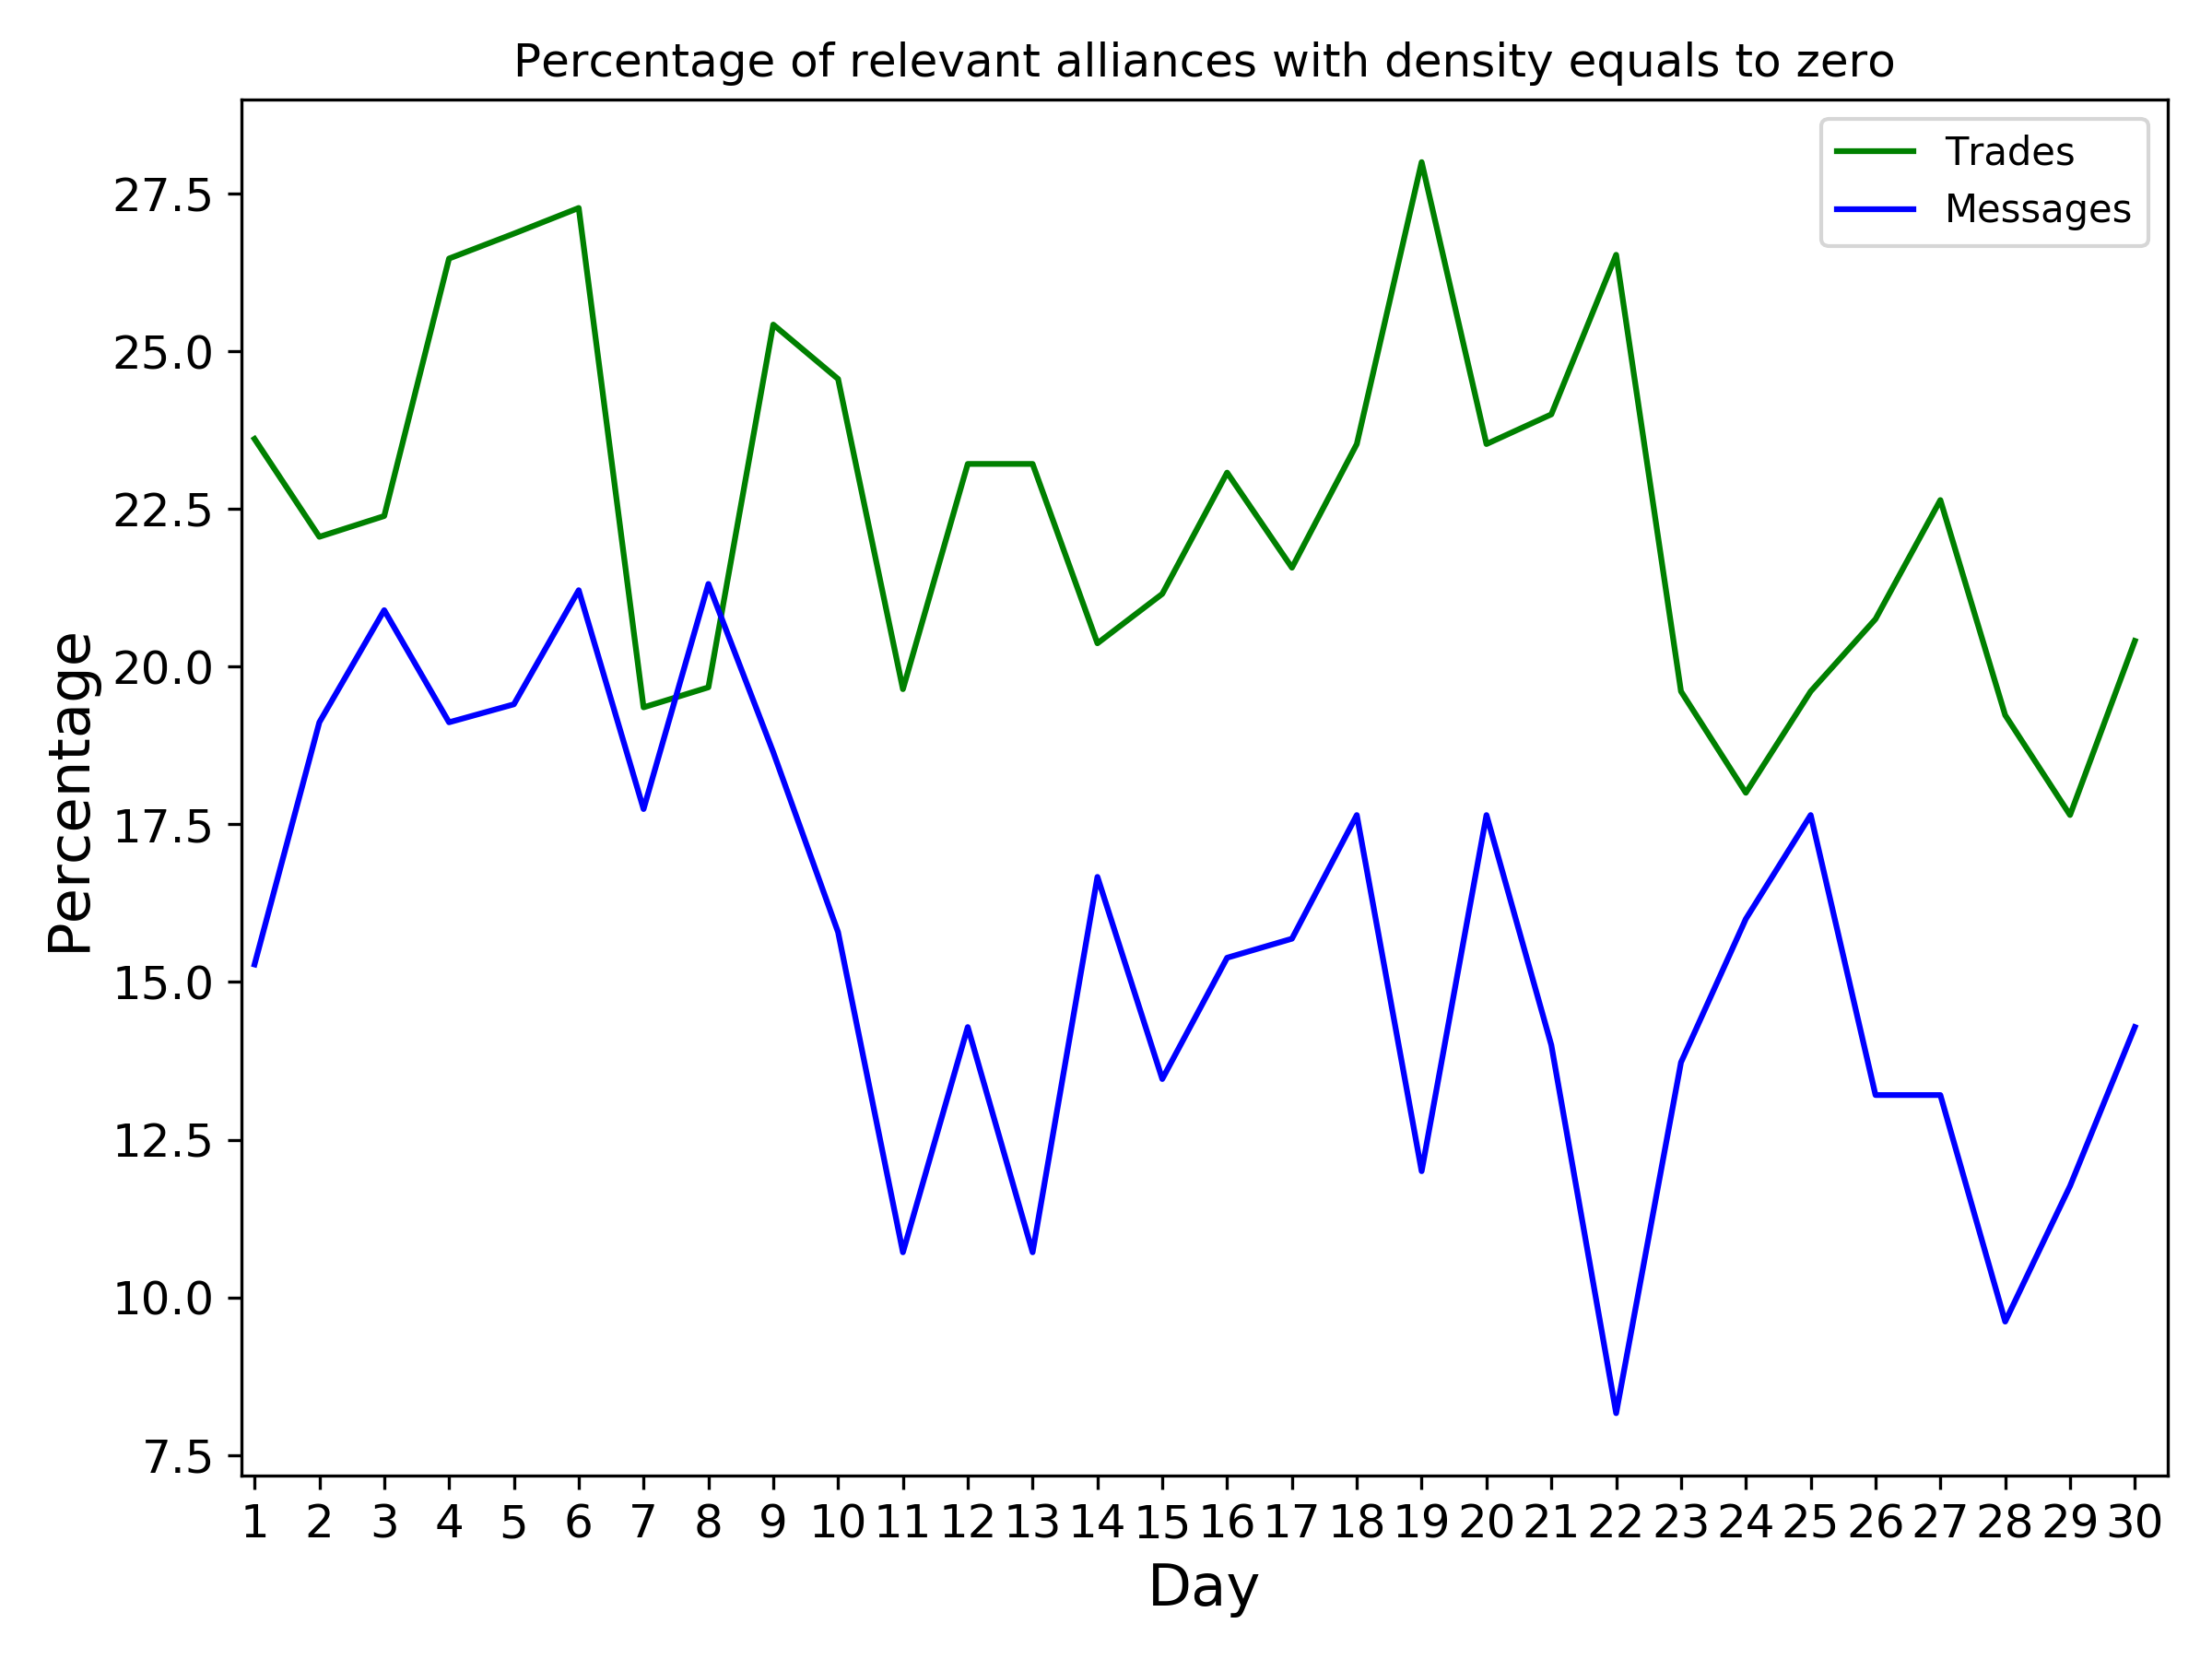 Percentage of relevant alliances with density equals to zero
Trades
Messages
Percentage
27.5
25.0
22.5
20.0
17.5
15.0
12.5
10.0
7.5
1 2 3 4 5 6 7 8 9 10 11 12 13 14 15 16 17 18 19 20 21 22 23 24 25 26 27 28 29 30
Day